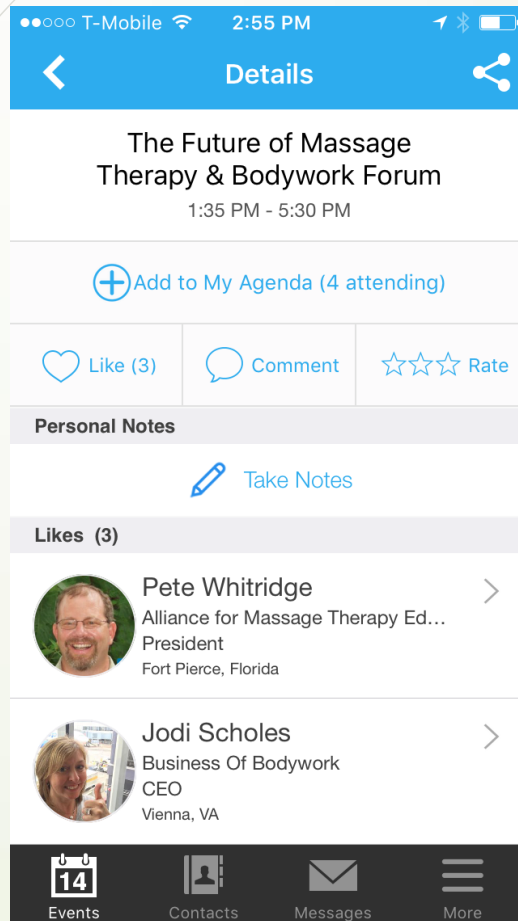 T-Mobile 2:55 PM
Details
The Future of Massage
Therapy & Bodywork Forum
1:35 PM - 5:30 PM
Add to My Agenda (4 attending)
Like (3) Comment Rate
Personal Notes
Take Notes
Likes (3)
Pete Whitridge
Alliance for Massage Therapy Ed...
President
Fort Pierce, Florida
Jodi Scholes
Business Of Bodywork
CEO
Vienna, VA
14
Events Contacts Messages More